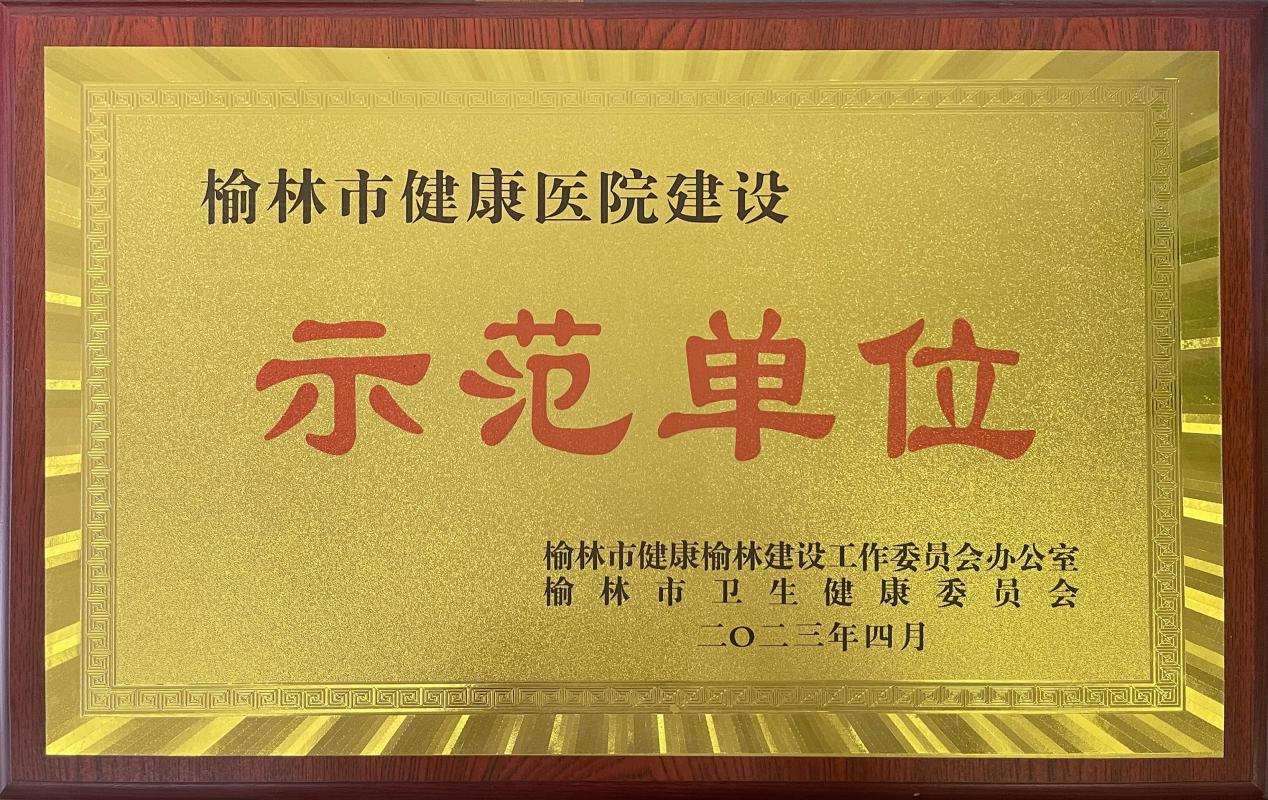 榆林市健康医院建设
示范单位
榆林市健康榆林建设工作委员会办公室
榆林市卫生健康委员会
二〇二三年四月